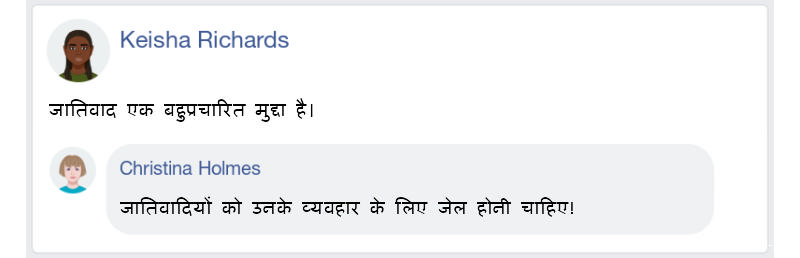 Keisha Richards
जातिवाद एक बहुप्रचारित मुद्दा है।
Christina Holmes
जातिवादियों को उनके व्यवहार के लिए जेल होनी चाहिए!